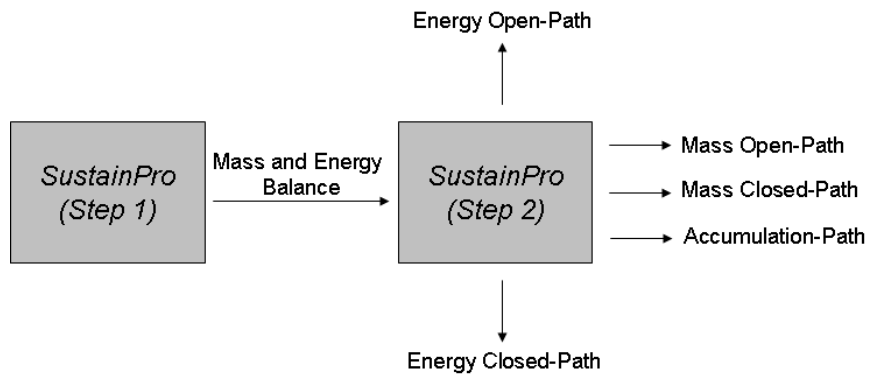 Energy Open-Path
SustainPro
(Step 1)
Mass and Energy
Balance
SustainPro
(Step 2)
Mass Open-Path
Mass Closed-Path
Accumulation-Path
Energy Closed-Path